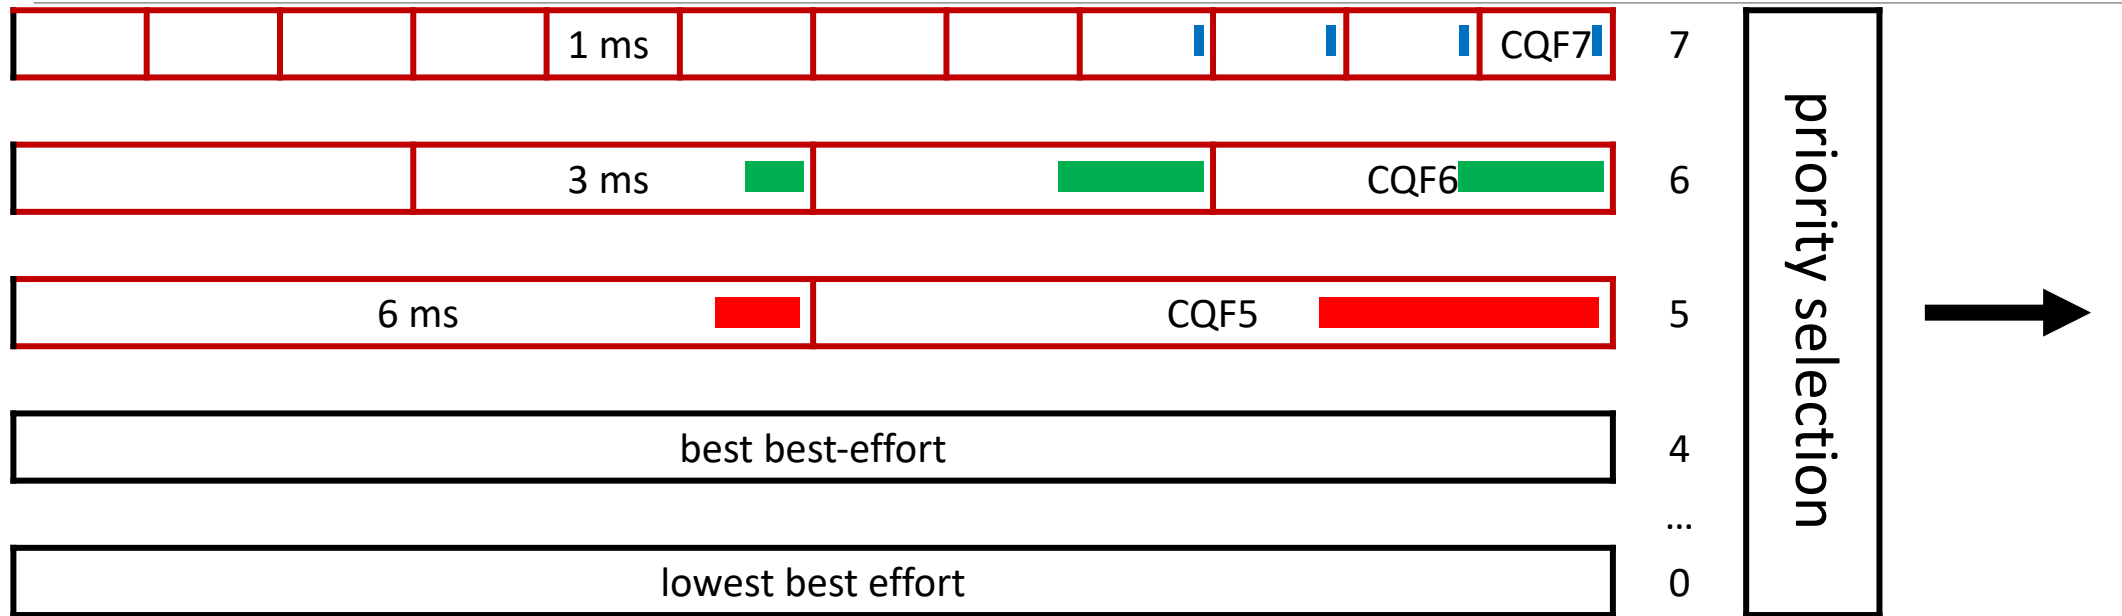 1 ms CQF7 7
3 ms CQF6 6
6 ms CQF5 5
best best-effort 4
...
lowest best effort 0
priority selection